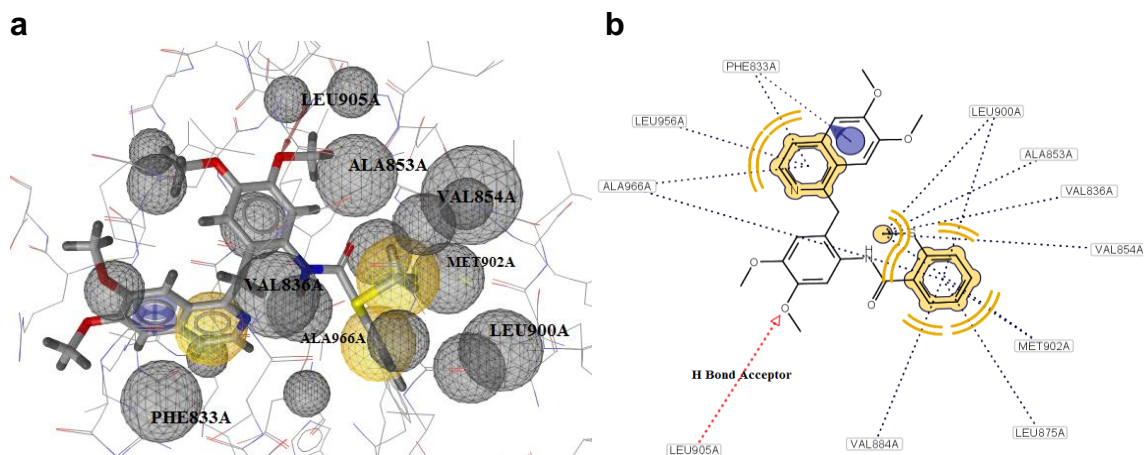 a
LEU905A
ALA853A
VAL854A
MET902A
VAL836A
ALA966A
LEU900A
PHE833A
b
PHE833A
LEU956A
LEU900A
ALA853A
ALA966A
VAL836A
VAL854A
O
O
N
H
N
O
O
O
MET902A
H Bond Acceptor
LEU875A
LEU905A
VAL884A